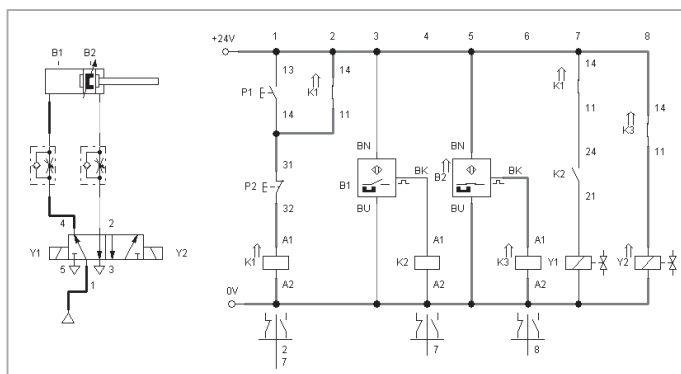 B1 B2
4 2
Y1 Y2
5 3
1
1 2 3 4 5 6 7 8
+24V
13 14 14
P1 K1 K1 14
14 11 11 K3
31 BN BN 24 11
P2 B1 BK B2 BK K2
32 BU BU 21
A1 A1 A1
K1 K2 K3 Y1 Y2
A2 A2 A2
0V
2 7 8
7